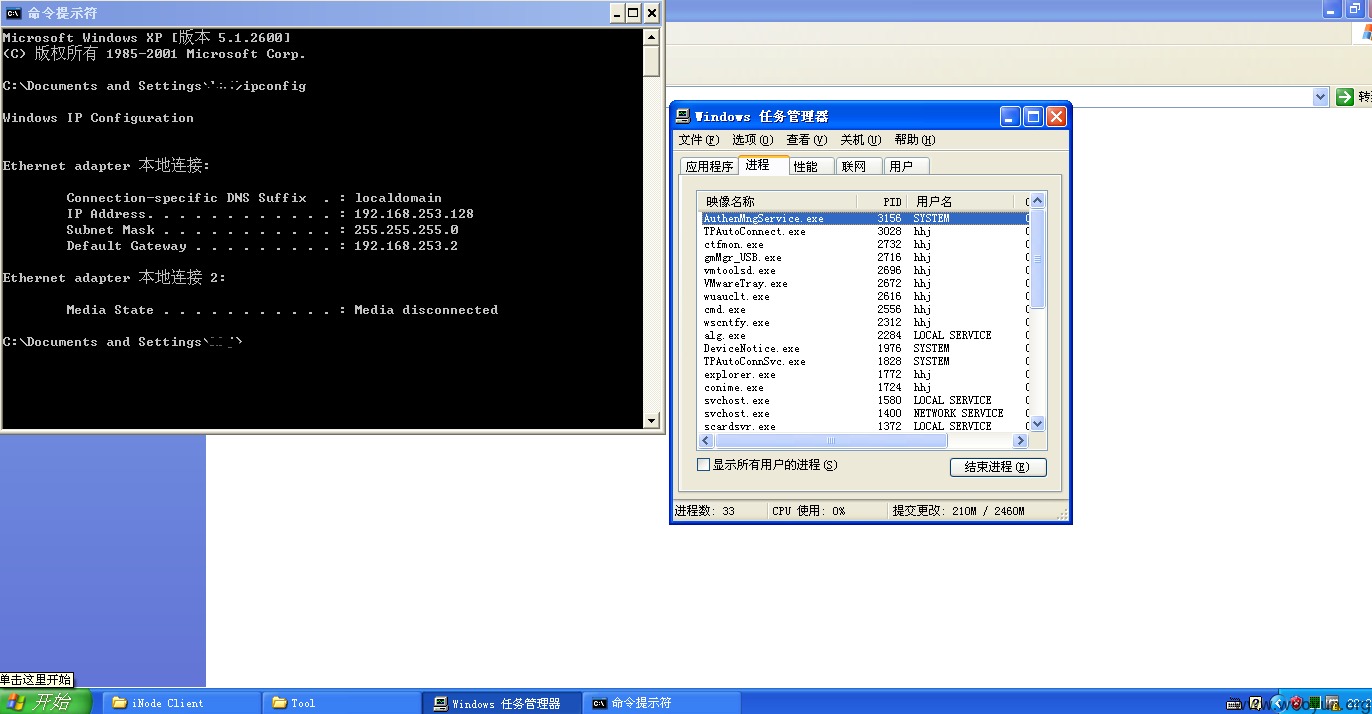 命令提示符
Microsoft Windows XP [版本 5.1.2600]
(C) 版权所有 1985-2001 Microsoft Corp.
C:\Documents and Settings\
ipconfig
Windows IP Configuration
Ethernet adapter 本地连接:
Connection-specific DNS Suffix  . : localdomain
IP Address. . . . . . . . . . . . : 192.168.253.128
Subnet Mask . . . . . . . . . . . : 255.255.255.0
Default Gateway . . . . . . . . . : 192.168.253.2
Ethernet adapter 本地连接 2:
Media State . . . . . . . . . . . : Media disconnected
C:\Documents and Settings\
Windows 任务管理器
文件(F) 选项(O) 查看(V) 关机(U) 帮助(H)
应用程序 进程 性能 联网 用户
映像名称 PID 用户名
AuthenMngService.exe 3156 SYSTEM
TPAutoConnect.exe 3028 hhj
ctfmon.exe 2732 hhj
gmMgr_USB.exe 2716 hhj
vmtoolsd.exe 2696 hhj
VMwareTray.exe 2672 hhj
wuauclt.exe 2616 hhj
cmd.exe 2556 hhj
wscntfy.exe 2312 hhj
alg.exe 2284 LOCAL SERVICE
DeviceNotice.exe 1976 SYSTEM
TPAutoConnSvc.exe 1828 SYSTEM
explorer.exe 1772 hhj
conime.exe 1724 hhj
svchost.exe 1580 LOCAL SERVICE
svchost.exe 1400 NETWORK SERVICE
scardsvr.exe 1372 LOCAL SERVICE
显示所有用户的进程(S)
结束进程(E)
进程数: 33 CPU 使用: 0% 提交更改: 210M / 2460M
单击这里开始
开始 iNode Client Tool Windows 任务管理器 命令提示符